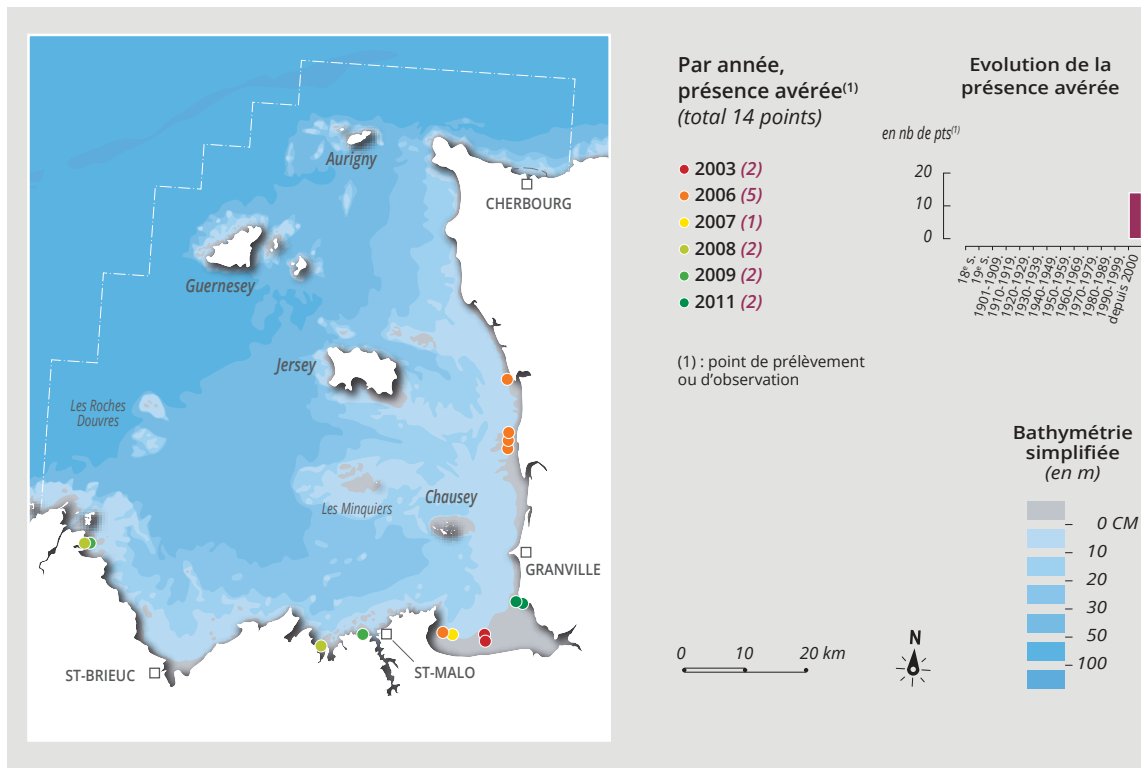 Aurigny
CHERBOURG
Guernesey
Jersey
Les Roches
Douvres
Les Minquiers
Chausey
GRANVILLE
ST-BRIEUC
ST-MALO
Par année,
présence avérée(1)
(total 14 points)
2003 (2)
2006 (5)
2007 (1)
2008 (2)
2009 (2)
2011 (2)
(1) : point de prélèvement
ou d'observation
Evolution de la
présence avérée
en nb de pts(1)
20
10
0
18e s.
19e s.
1901-1909.
1910-1919.
1920-1929.
1930-1939.
1940-1949.
1950-1959.
1960-1969.
1970-1979.
1980-1989.
1990-1999.
depuis 2000
Bathymétrie
simplifiée
(en m)
0 CM
10
20
30
50
100
0 10 20 km
N